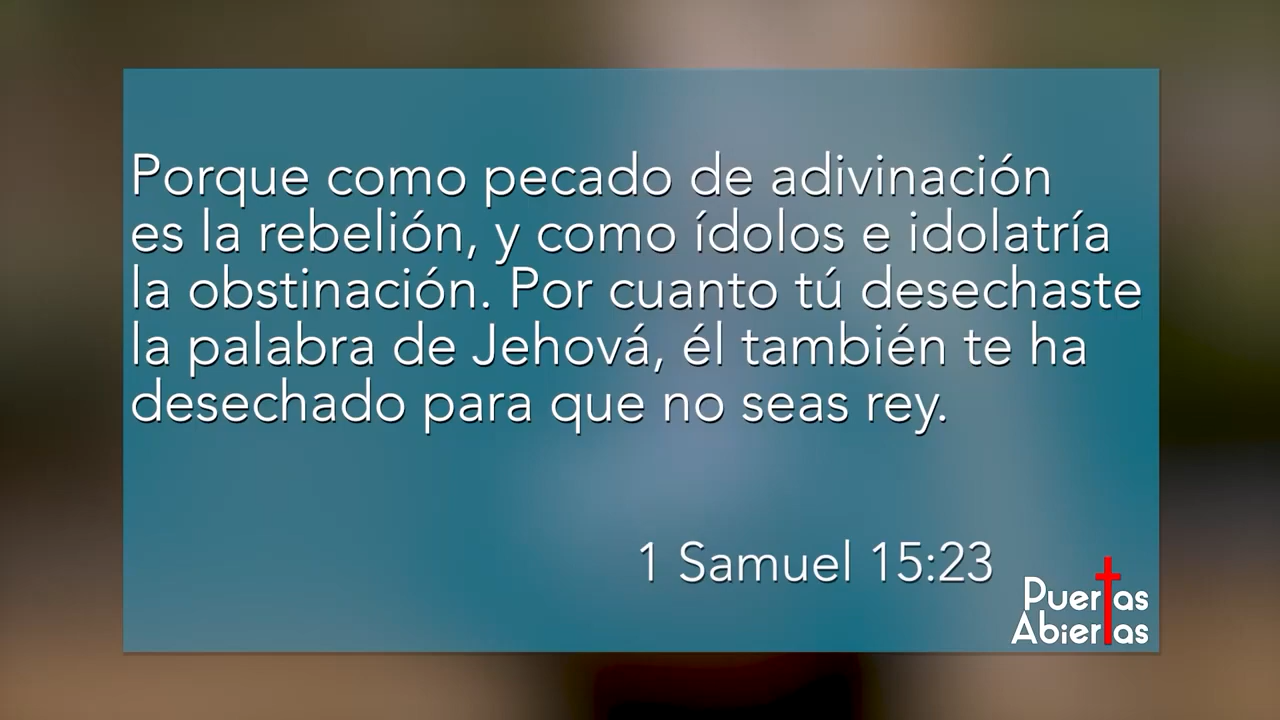 Porque como pecado de adivinación
es la rebelión, y como ídolos e idolatría
la obstinación. Por cuanto tú desechaste
la palabra de Jehová, él también te ha
desechado para que no seas rey.
1 Samuel 15:23
Puertas
Abiertas